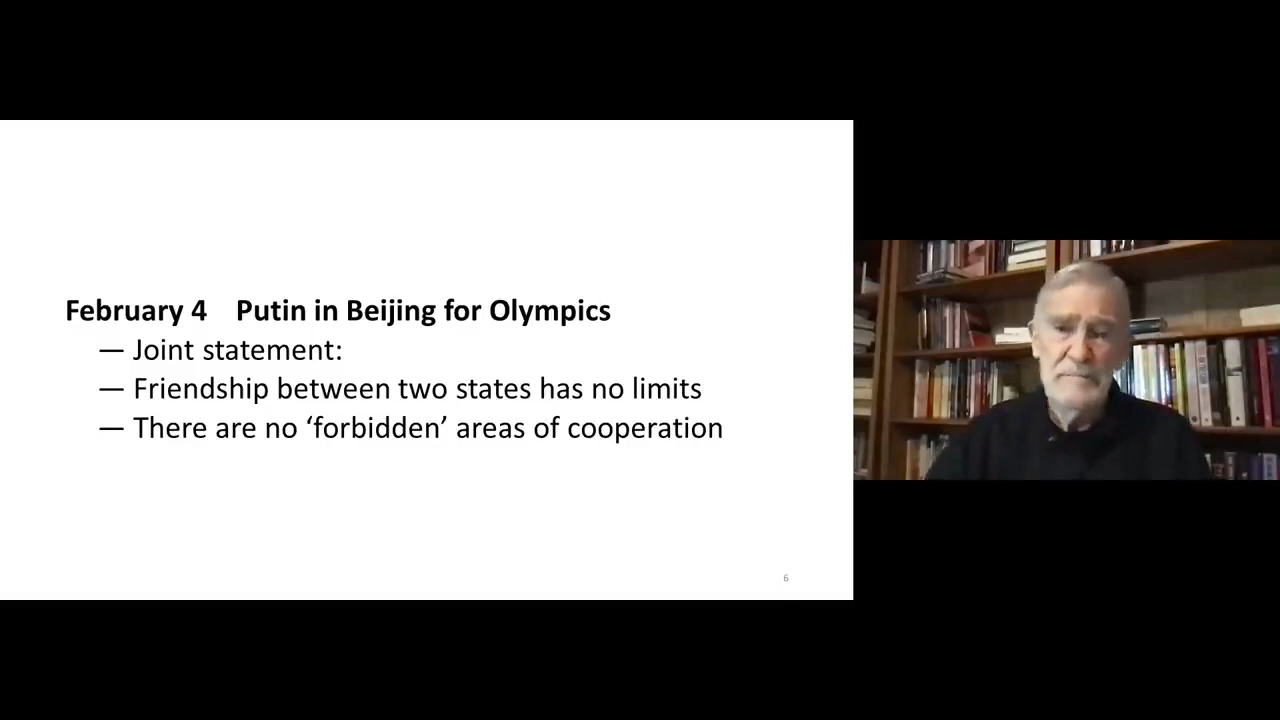 February 4 Putin in Beijing for Olympics
— Joint statement:
— Friendship between two states has no limits
— There are no ‘forbidden’ areas of cooperation
6